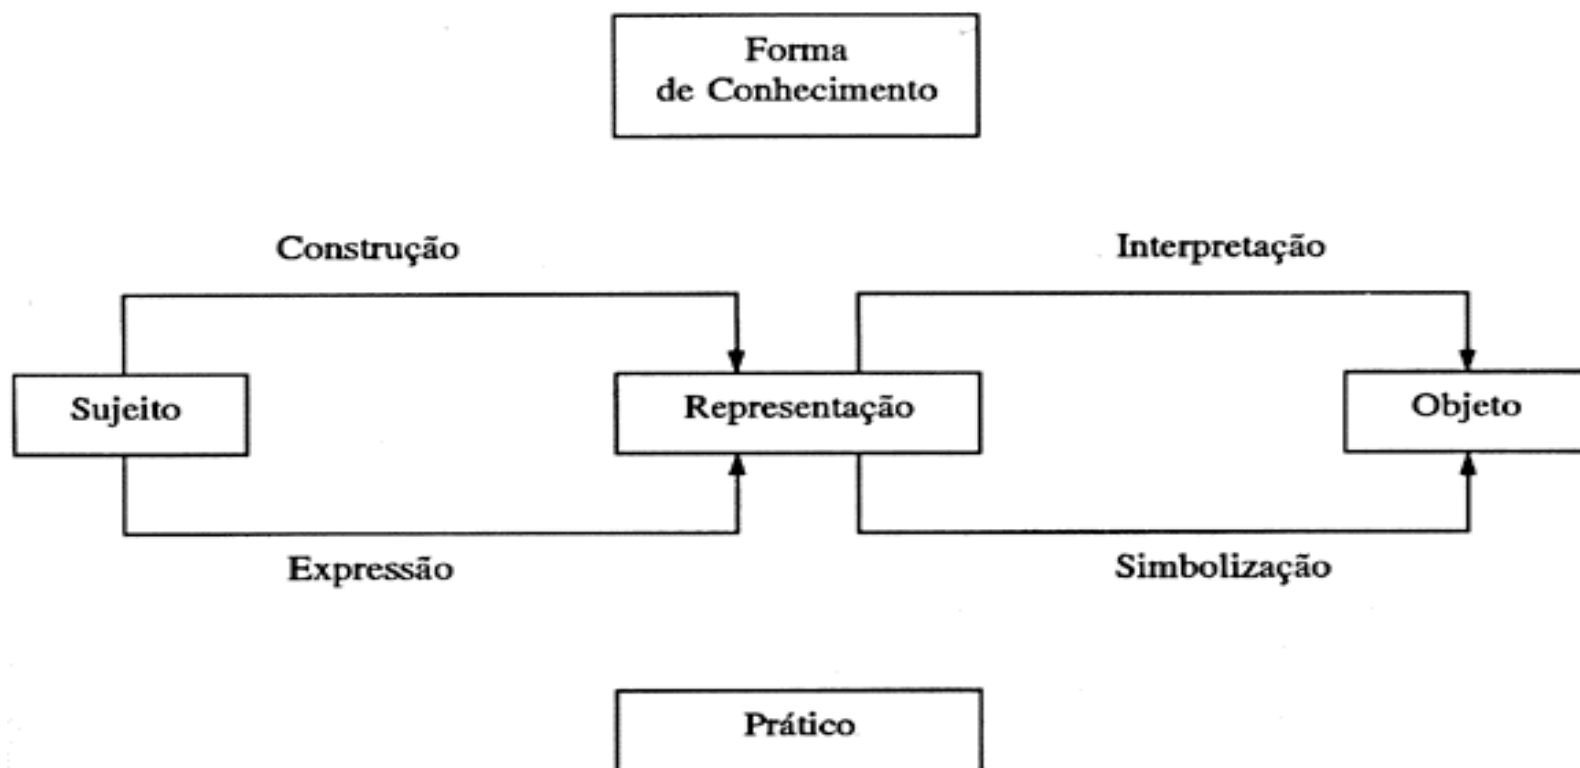 Forma
de Conhecimento
Construção
Interpretação
Sujeito
Representação
Objeto
Expressão
Simbolização
Prático